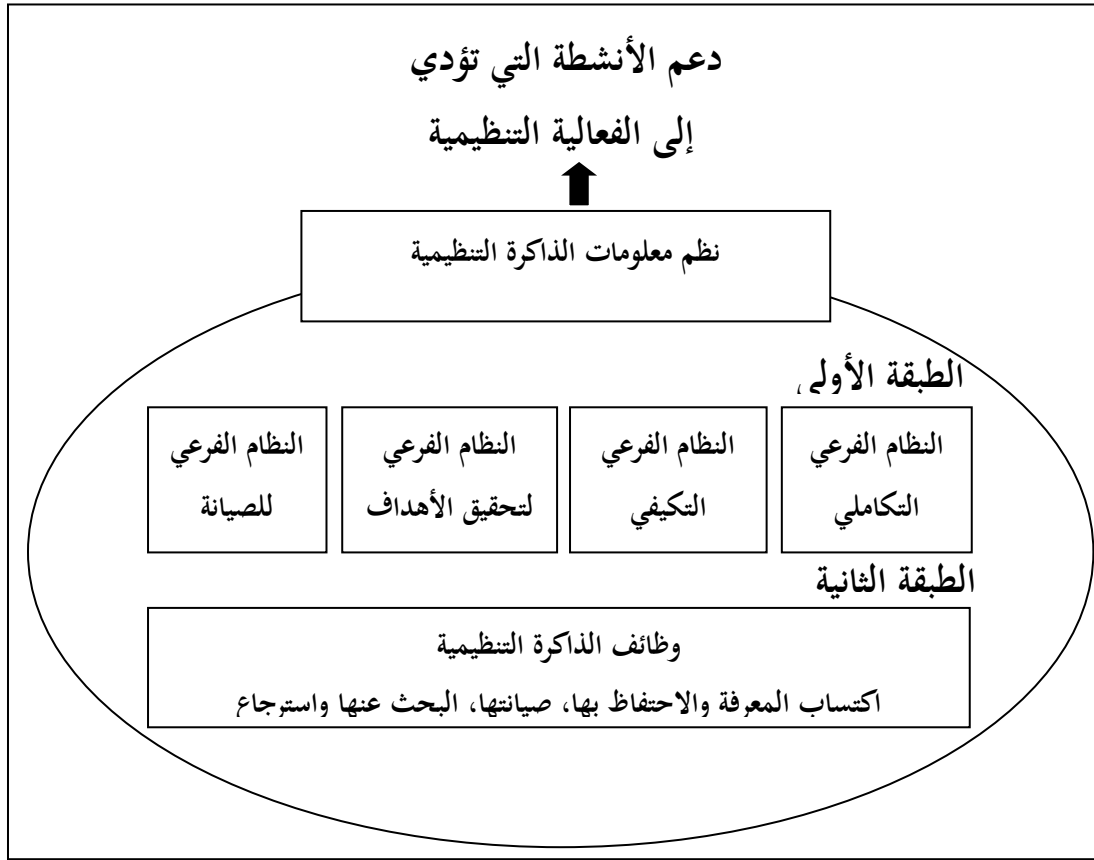 دعم الأنشطة التي تؤدي
إلى الفعالية التنظيمية
نظم معلومات الذاكرة التنظيمية
الطبقة الأولى
النظام الفرعي
التكاملي
النظام الفرعي
التكيفي
النظام الفرعي
لتحقيق الأهداف
النظام الفرعي
للصيانة
الطبقة الثانية
وظائف الذاكرة التنظيمية
اكتساب المعرفة والاحتفاظ بها، صيانتها، البحث عنها واسترجاع